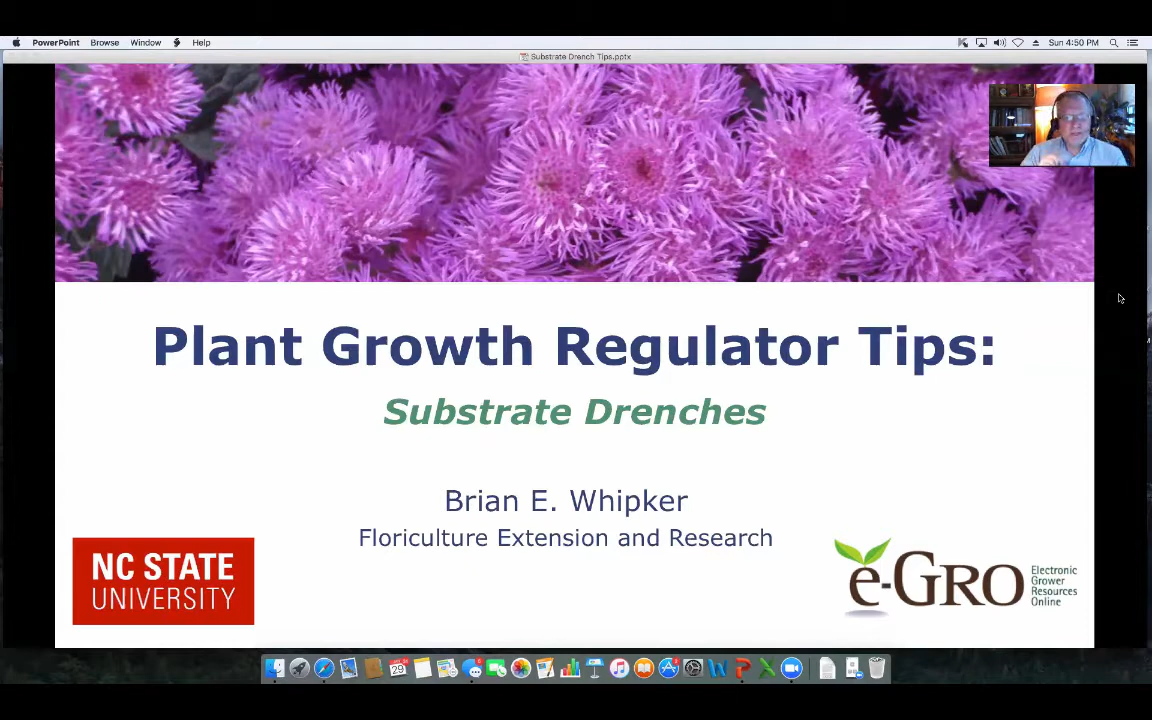 PowerPoint Browse Window Help Sun 4:50 PM
Substrate Drench Tips.pptx
Plant Growth Regulator Tips:
Substrate Drenches
Brian E. Whipker
Floriculture Extension and Research
NC STATE
UNIVERSITY
e-GRO
Electronic
Grower
Resources
Online
29